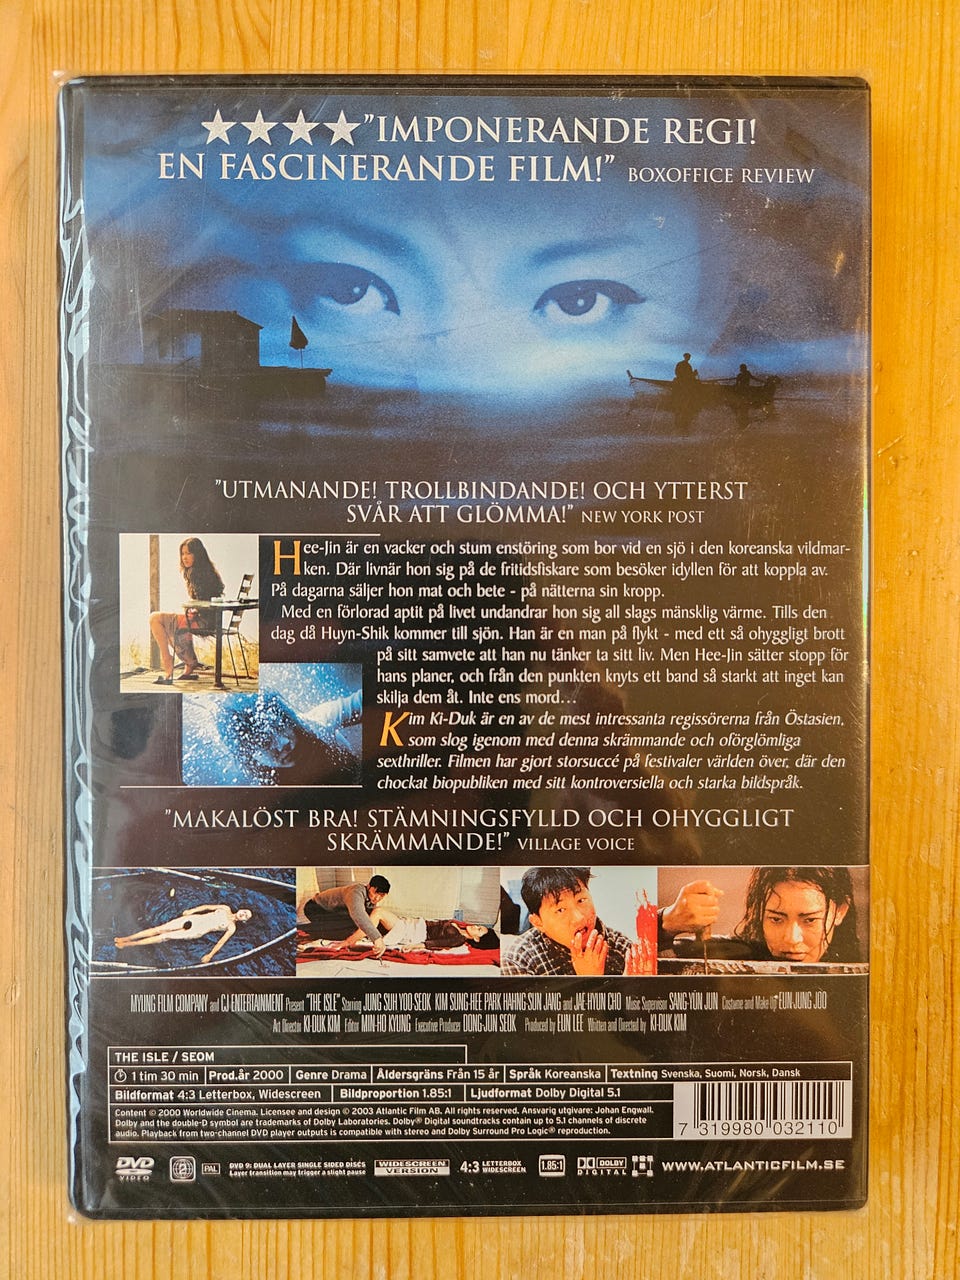 ★★★★"IMPONERANDE REGI!
EN FASCINERANDE FILM!" BOXOFFICE REVIEW
"UTMANANDE! TROLLBINDANDE! OCH YTTERST
SVÅR ATT GLÖMMA!" NEW YORK POST
Hee-Jin är en vacker och stum enstöring som bor vid en sjö i den koreanska vildmar-
ken. Där livnär hon sig på de fritidsfiskare som besöker idyllen för att koppla av.
På dagarna säljer hon mat och bete - på nätterna sin kropp.
Med en förlorad aptit på livet undandrar hon sig all slags mänsklig värme. Tills den
dag då Huyn-Shik kommer till sjön. Han är en man på flykt - med ett så ohyggligt brott
på sitt samvete att han nu tänker ta sitt liv. Men Hee-Jin sätter stopp för
hans planer, och från den punkten knyts ett band så starkt att inget kan
skilja dem åt. Inte ens mord...
Kim Ki-Duk är en av de mest intressanta regissörerna från Östasien,
som slog igenom med denna skrämmande och oförglömliga
sexthriller. Filmen har gjort storsuccé på festivaler världen över, där den
chockat biopubliken med sitt kontroversiella och starka bildspråk.
"MAKALÖST BRA! STÄMNINGSFYLLD OCH OHYGGLIGT
SKRÄMMANDE!" VILLAGE VOICE
MYUNG FILM COMPANY and CJ ENTERTAINMENT Present "THE ISLE" Starring JUNG SUH YOO-SEOK KIM SUNG-HEE PARK HAHNG SUN JANG and JAE-HYUN CHO Music Supervisor SANG-YUN JUN Costume and Make Up EUN JUNG JOO
Art Director KI-DUK KIM Editor MIN-HO KYUNG Executive Producer DONG-JUN SEOK Produced by EUN LEE Written and Directed by KI-DUK KIM
THE ISLE / SEOM
1 tim 30 min Prod.år 2000 Genre Drama Åldersgräns Från 15 år Språk Koreanska Textning Svenska, Suomi, Norsk, Dansk
Bildformat 4:3 Letterbox, Widescreen Bildproportion 1.85:1 Ljudformat Dolby Digital 5.1
Content © 2000 Worldwide Cinema. Licensee and design © 2003 Atlantic Film AB. All rights reserved. Ansvarig utgivare: Johan Engwall.
Dolby and the double-D symbol are trademarks of Dolby Laboratories. Dolby® Digital soundtracks contain up to 5.1 channels of discrete
audio. Playback from two-channel DVD player outputs is compatible with stereo and Dolby Surround Pro Logic® reproduction.
7 319980 032110
DVD VIDEO 2 PAL DVD 9: DUAL LAYER SINGLE SIDED DISCS
Layer transition may trigger a slight pause
WIDESCREEN VERSION 4:3 LETTERBOX WIDESCREEN 1.85:1 DOLBY DIGITAL WWW.ATLANTICFILM.SE